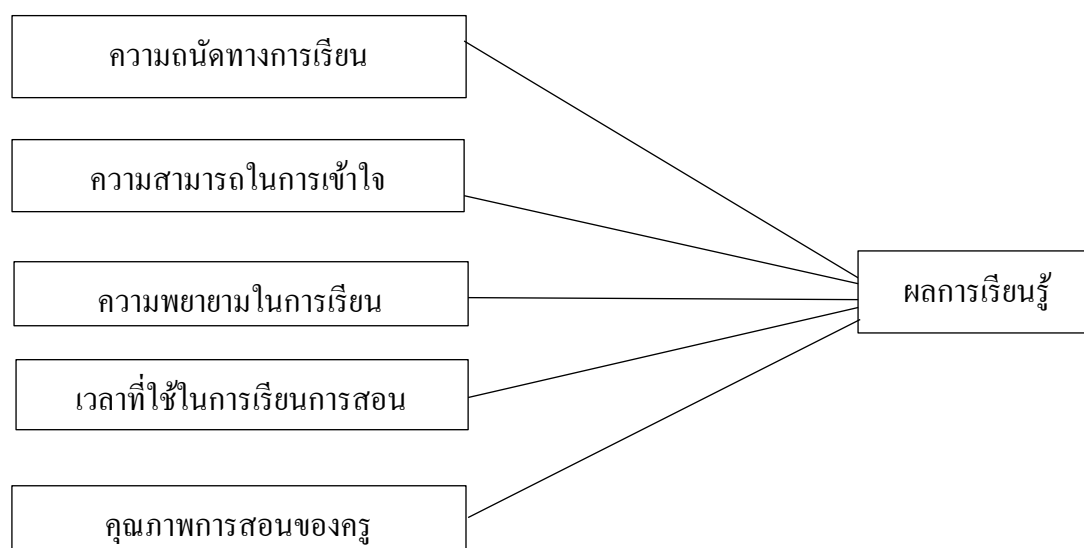 ความถนัดทางการเรียน
ความสามารถในการเข้าใจ
ความพยายามในการเรียน
เวลาที่ใช้ในการเรียนการสอน
คุณภาพการสอนของครู
ผลการเรียนรู้